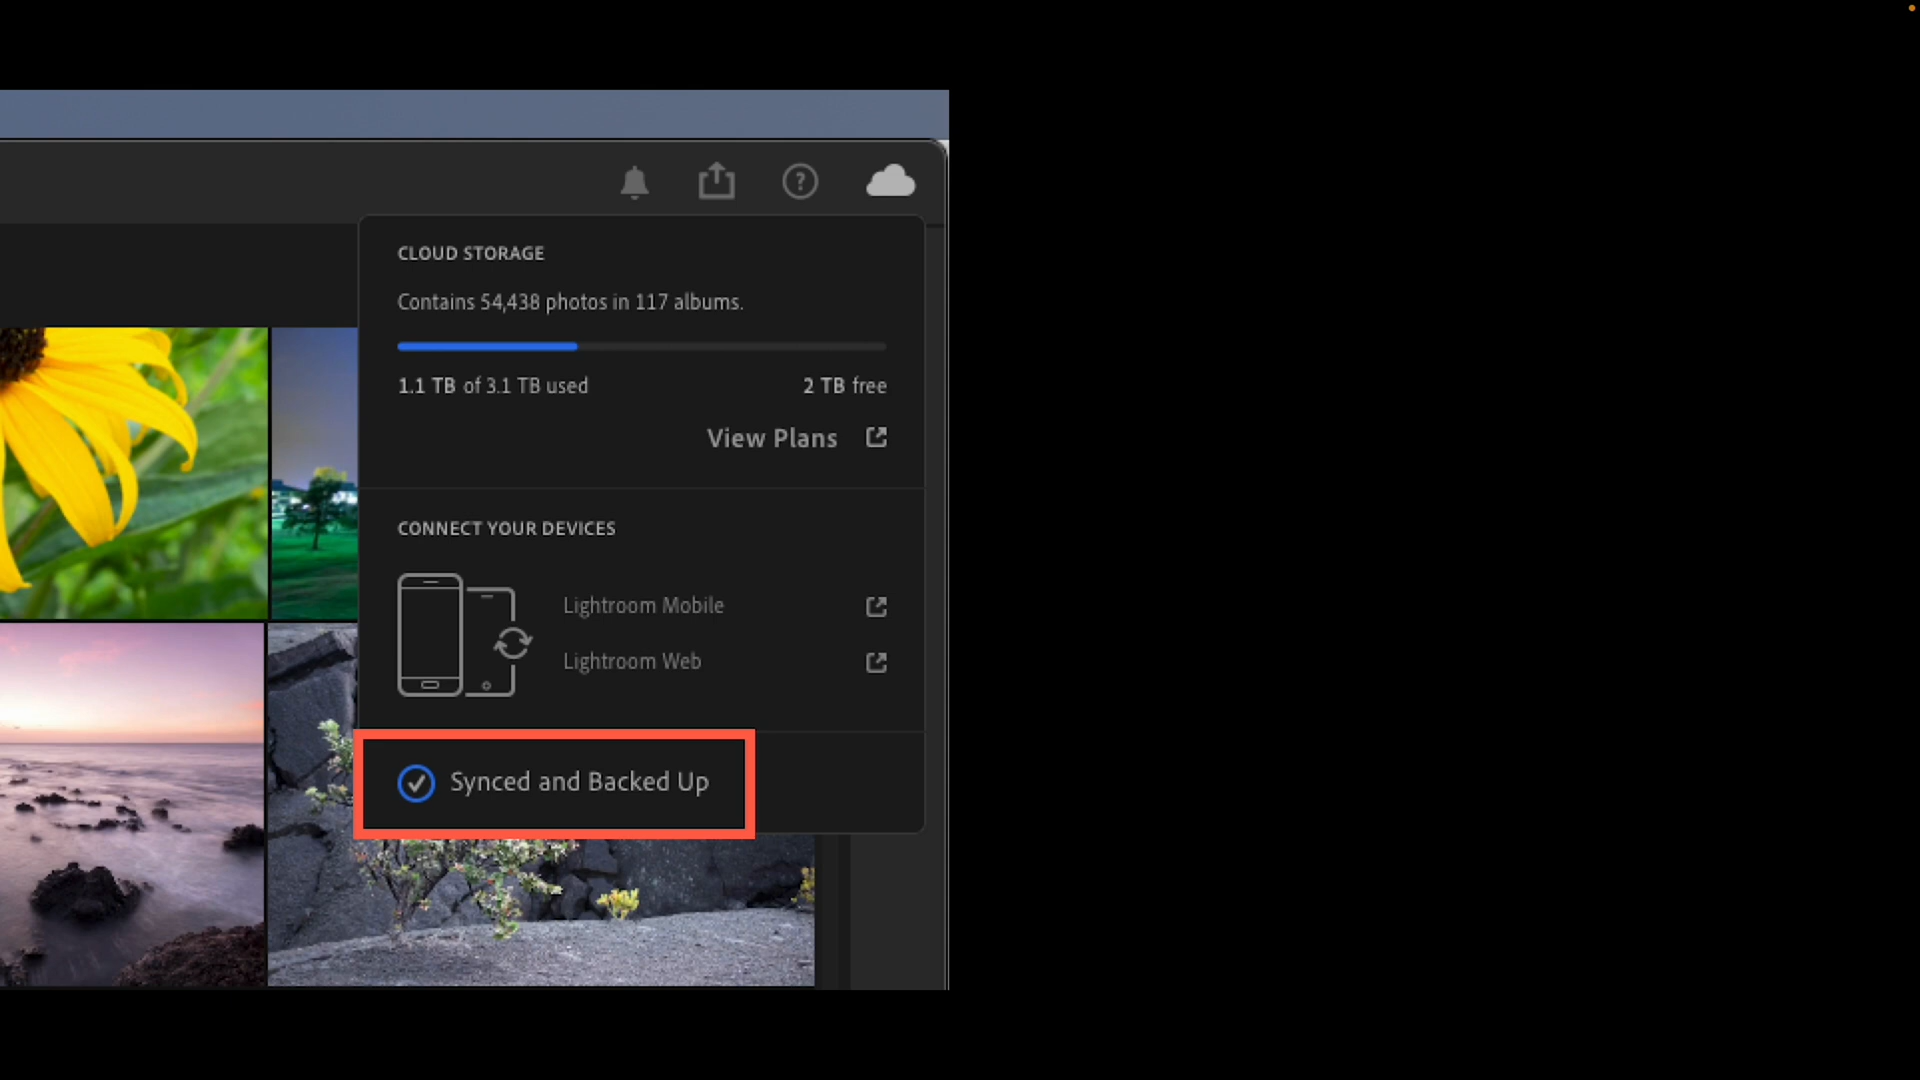 CLOUD STORAGE
Contains 54,438 photos in 117 albums.
1.1 TB of 3.1 TB used
2 TB free
View Plans
CONNECT YOUR DEVICES
Lightroom Mobile
Lightroom Web
Synced and Backed Up